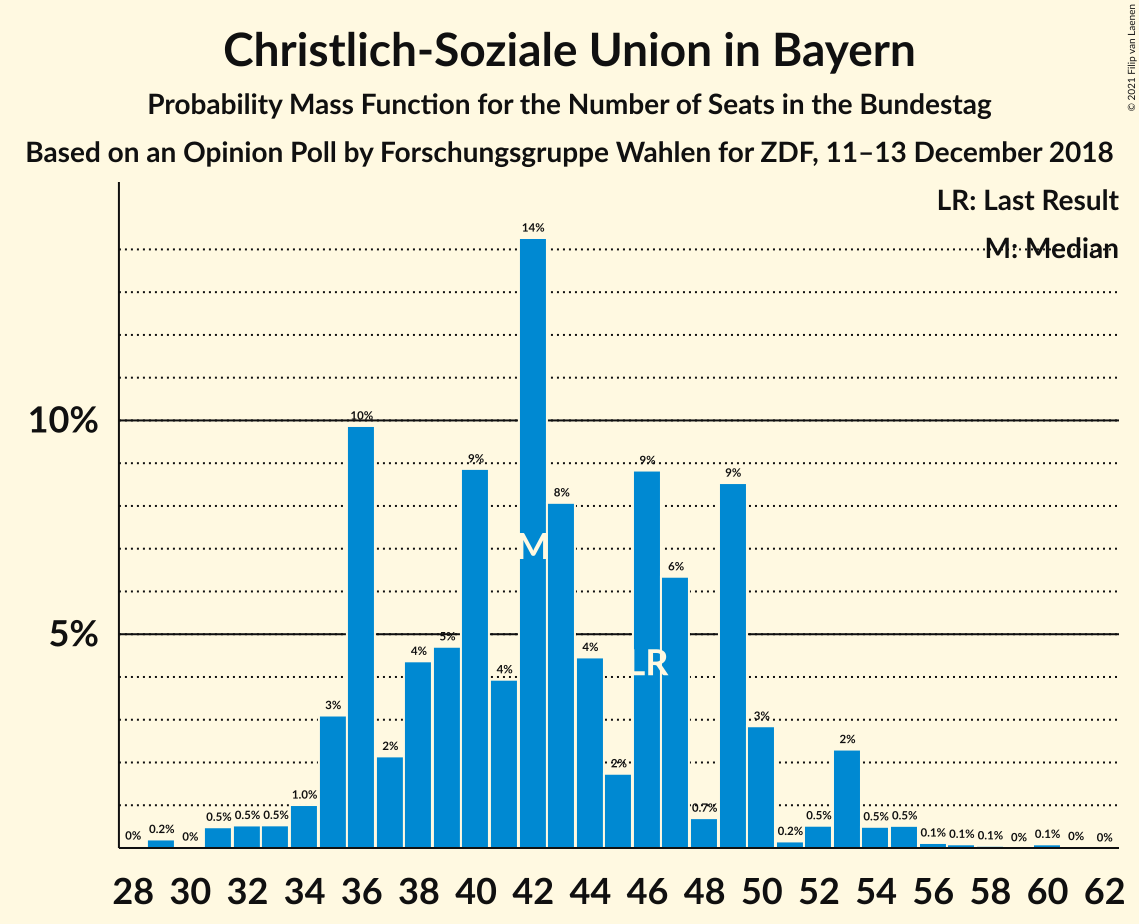 Christlich-Soziale Union in Bayern
Probability Mass Function for the Number of Seats in the Bundestag
Based on an Opinion Poll by Forschungsgruppe Wahlen for ZDF, 11–13 December 2018
© 2021 Filip van Laenen
LR: Last Result
M: Median
10%
5%
0% 0.2% 0% 0.5% 0.5% 0.5% 1.0% 3% 10% 2% 4% 5% 9% 4% 14% 8% 4% 2% 9% 6% 0.7% 9% 3% 0.2% 0.5% 2% 0.5% 0.5% 0.1% 0.1% 0.1% 0% 0.1% 0% 0%
M
LR
28 30 32 34 36 38 40 42 44 46 48 50 52 54 56 58 60 62